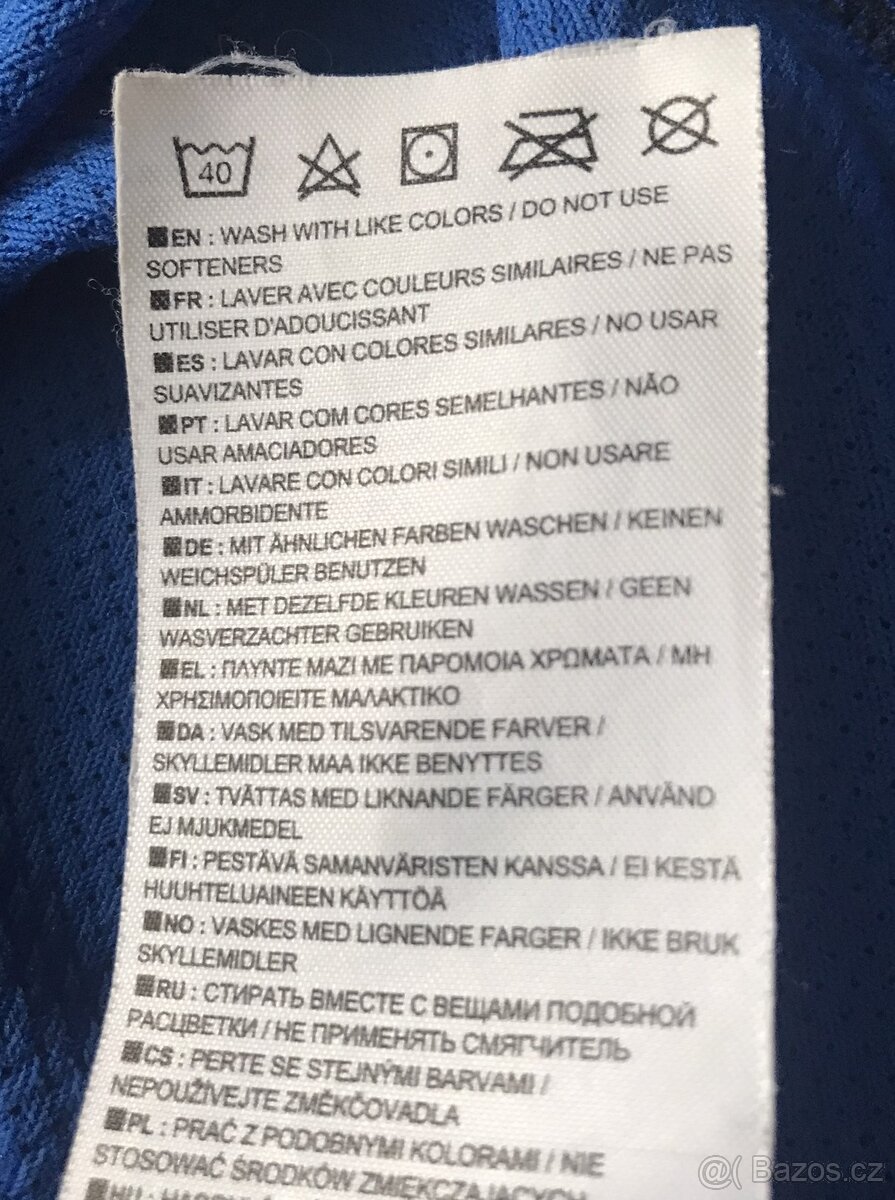 40
EN : WASH WITH LIKE COLORS / DO NOT USE
SOFTENERS
FR : LAVER AVEC COULEURS SIMILAIRES / NE PAS
UTILISER D'ADOUCISSANT
ES : LAVAR CON COLORES SIMILARES / NO USAR
SUAVIZANTES
PT : LAVAR COM CORES SEMELHANTES / NÃO
USAR AMACIADORES
IT : LAVARE CON COLORI SIMILI / NON USARE
AMMORBIDENTE
DE : MIT ÄHNLICHEN FARBEN WASCHEN / KEINEN
WEICHSPÜLER BENUTZEN
NL : MET DEZELFDE KLEUREN WASSEN / GEEN
WASVERZACHTER GEBRUIKEN
EL : ΠΛΥΝΤΕ ΜΑΖΙ ΜΕ ΠΑΡΟΜΟΙΑ ΧΡΩΜΑΤΑ / ΜΗ
ΧΡΗΣΙΜΟΠΟΙΕΙΤΕ ΜΑΛΑΚΤΙΚΟ
DA : VASK MED TILSVARENDE FARVER /
SKYLLEMIDLER MAA IKKE BENYTTES
SV : TVÄTTAS MED LIKNANDE FÄRGER / ANVÄND
EJ MJUKMEDEL
FI : PESTÄVÄ SAMANVÄRISTEN KANSSA / EI KESTÄ
HUUHTELUAINEEN KÄYTTÖÄ
NO : VASKES MED LIGNENDE FARGER / IKKE BRUK
SKYLLEMIDLER
RU : СТИРАТЬ ВМЕСТЕ С ВЕЩАМИ ПОДОБНОЙ
РАСЦВЕТКИ / НЕ ПРИМЕНЯТЬ СМЯГЧИТЕЛЬ
CS : PERTE SE STEJNÝMI BARVAMI /
NEPOUŽÍVEJTE ZMĚKČOVADLA
PL : PRAĆ Z PODOBNYMI KOLORAMI / NIE
STOSOWAĆ ŚRODKÓW ZMIĘKCZAJĄCYCH
HU :
@( Bazos.cz